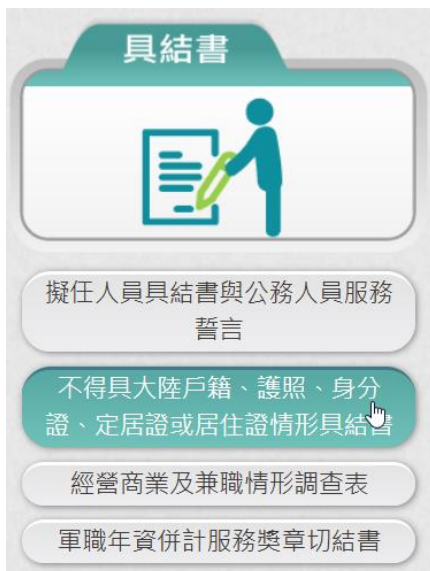 具結書
擬任人員具結書與公務人員服務
誓言
不得具大陸戶籍、護照、身分
證、定居證或居住證情形具結書
經營商業及兼職情形調查表
軍職年資併計服務獎章切結書